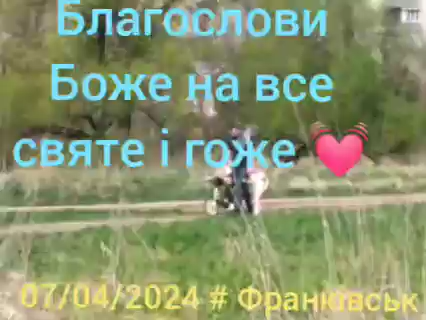 Благослови
Боже на все
святе і гоже 💓
07/04/2024 # Франківськ